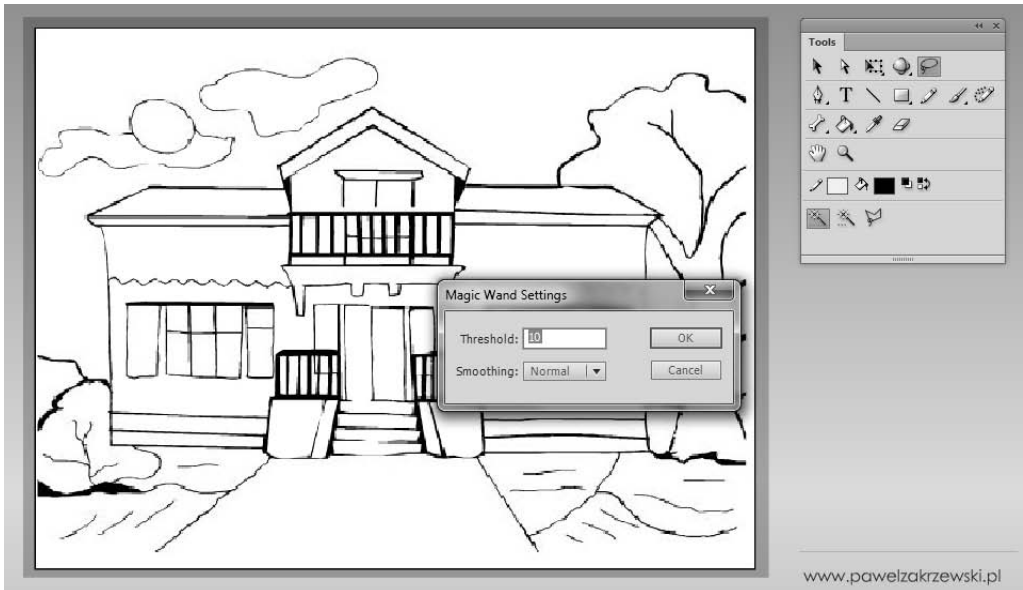 Tools
T
Magic Wand Settings
Threshold: 10
OK
Smoothing: Normal
Cancel
www.pawelzakrzewski.pl